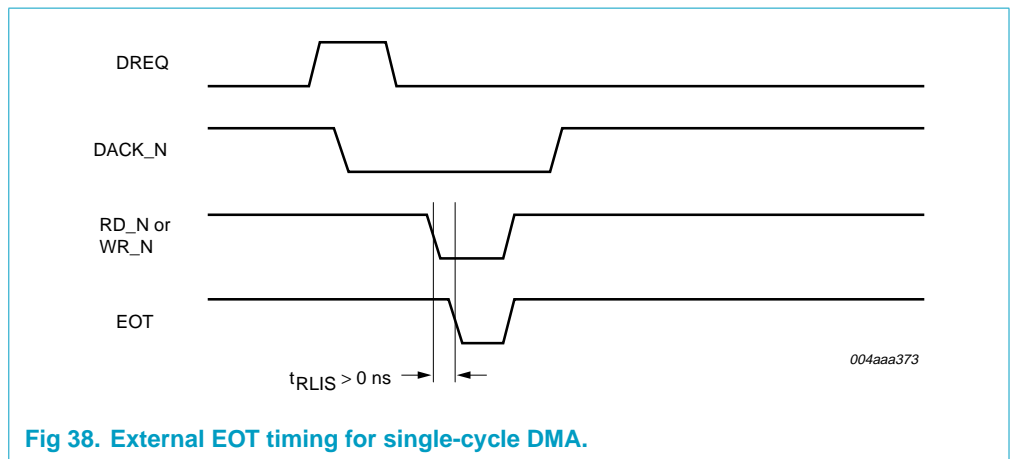 DREQ
DACK_N
RD_N or
WR_N
EOT
004aaa373
tRLIS > 0 ns
Fig 38. External EOT timing for single-cycle DMA.